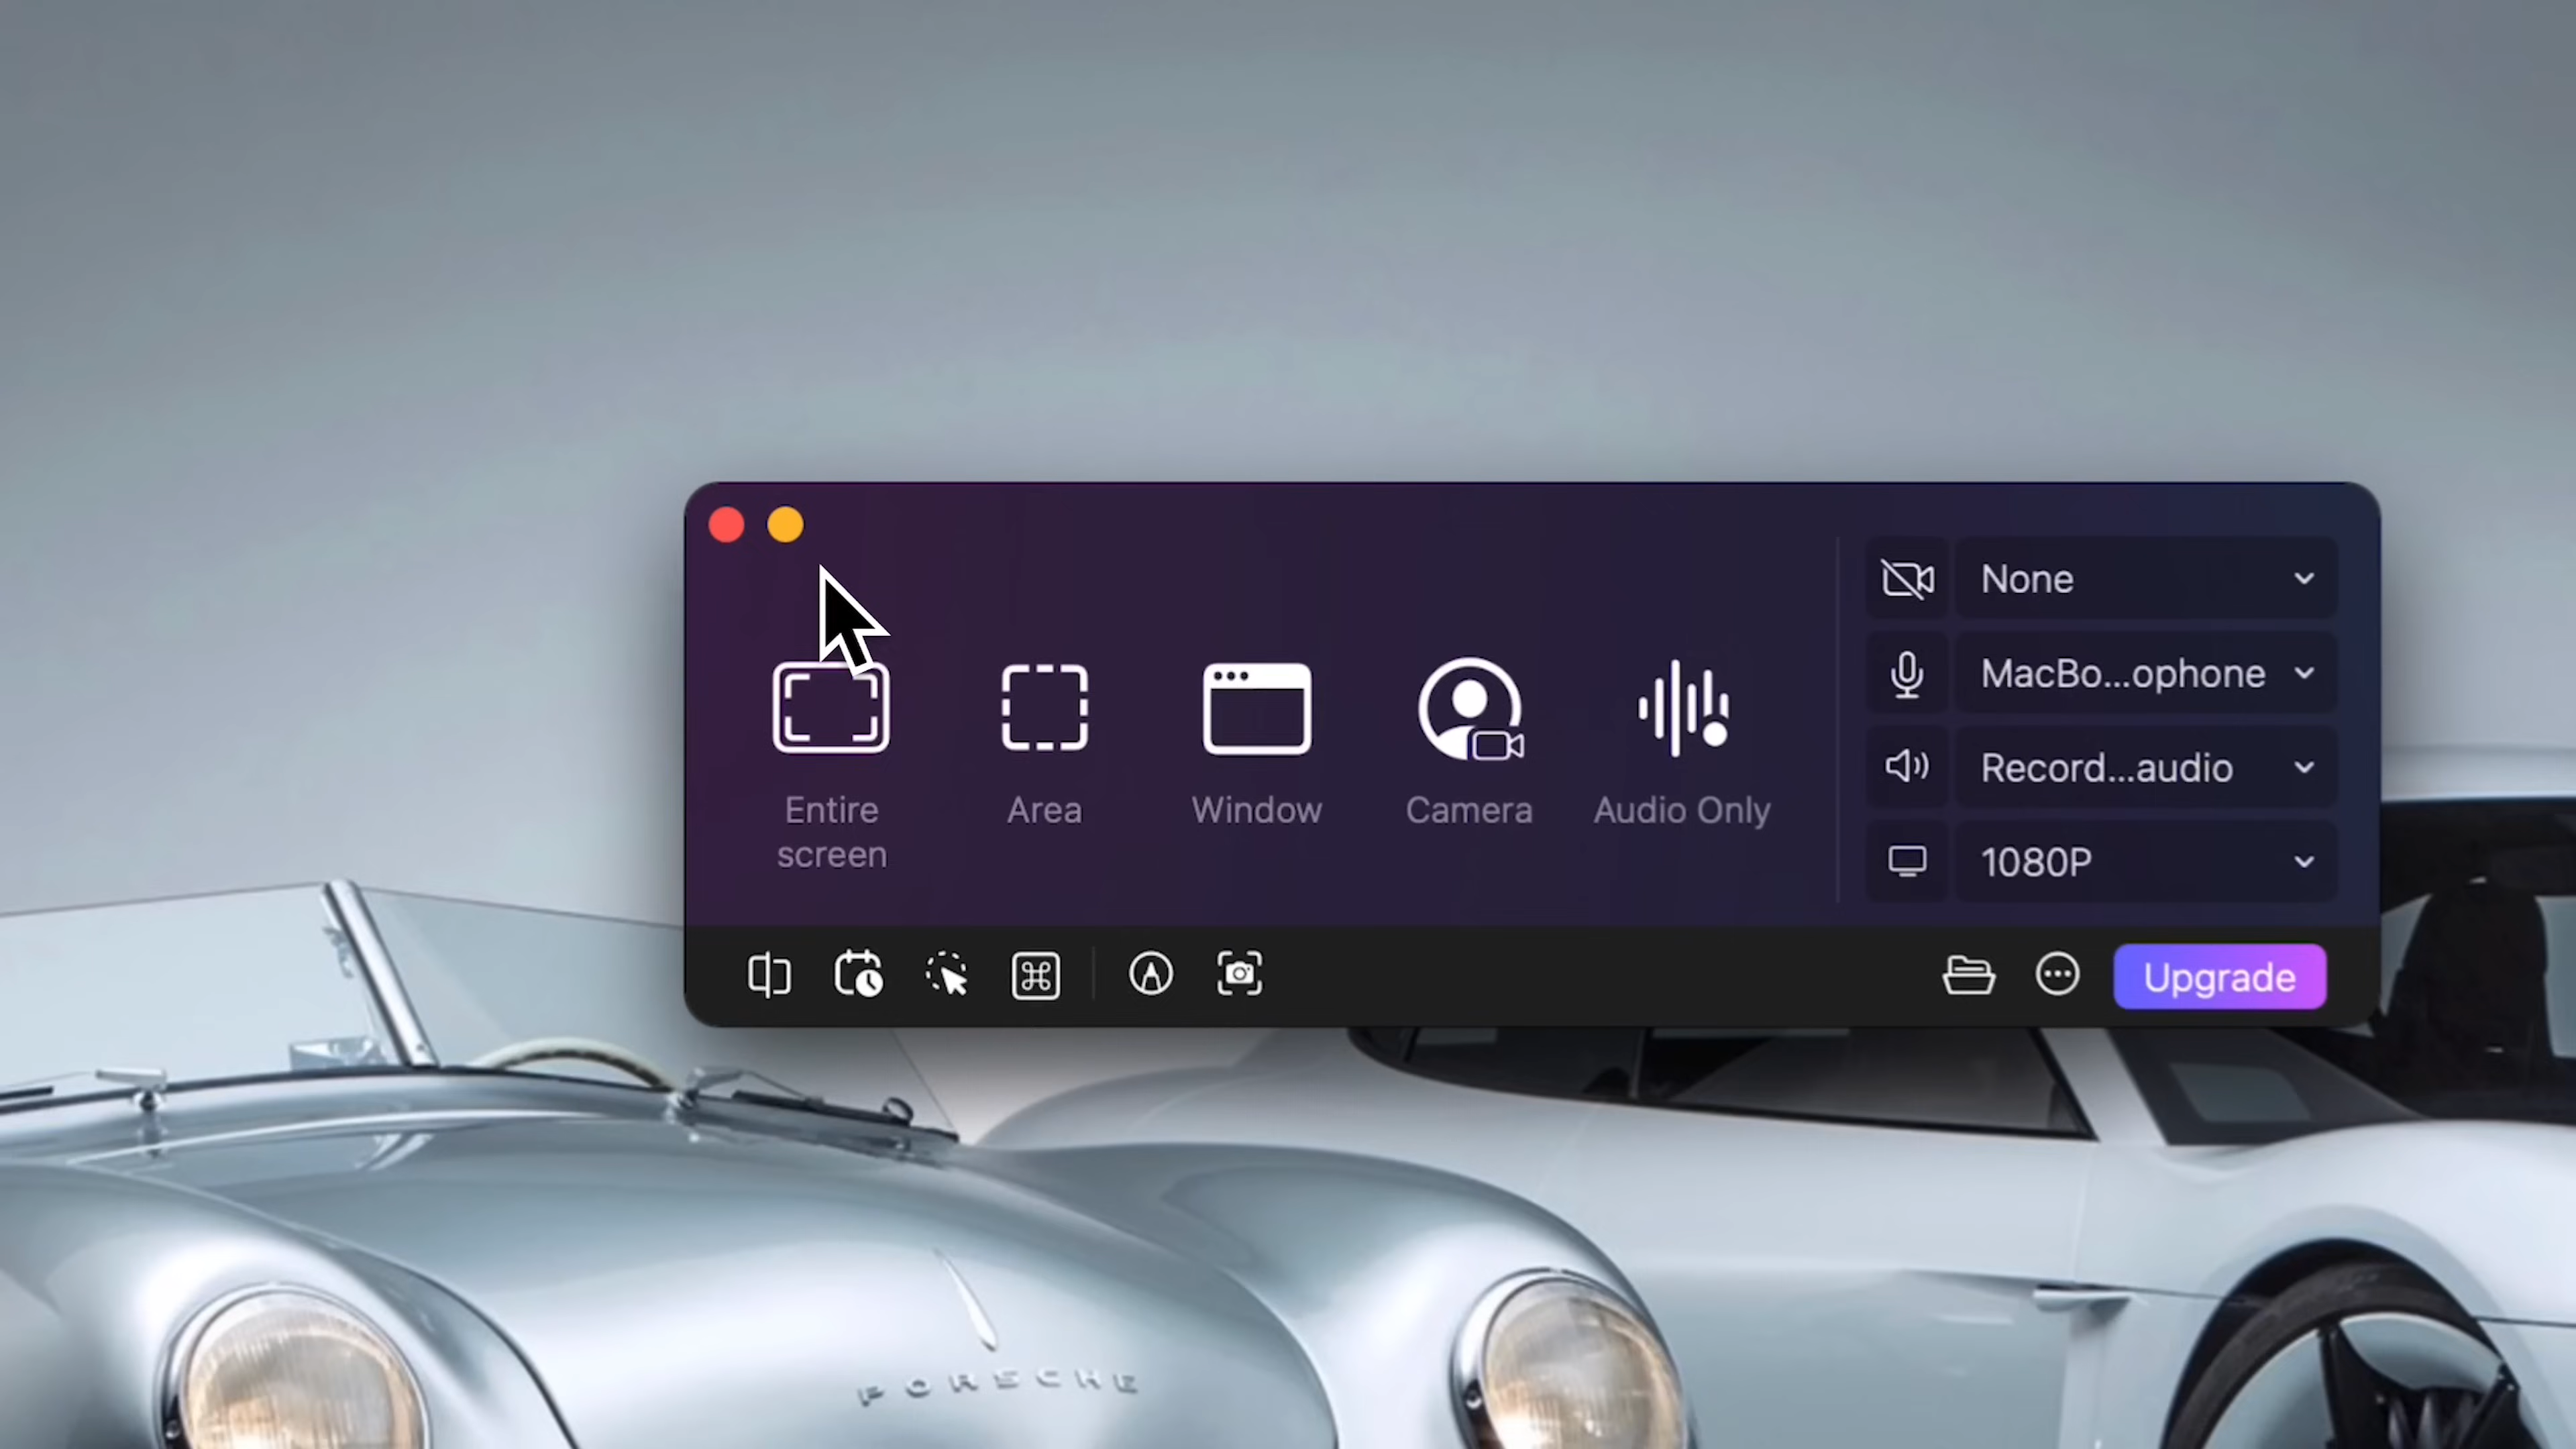 None
MacBo...ophone
Record...audio
1080P
Entire
screen
Area
Window
Camera
Audio Only
Upgrade
PORSCHE